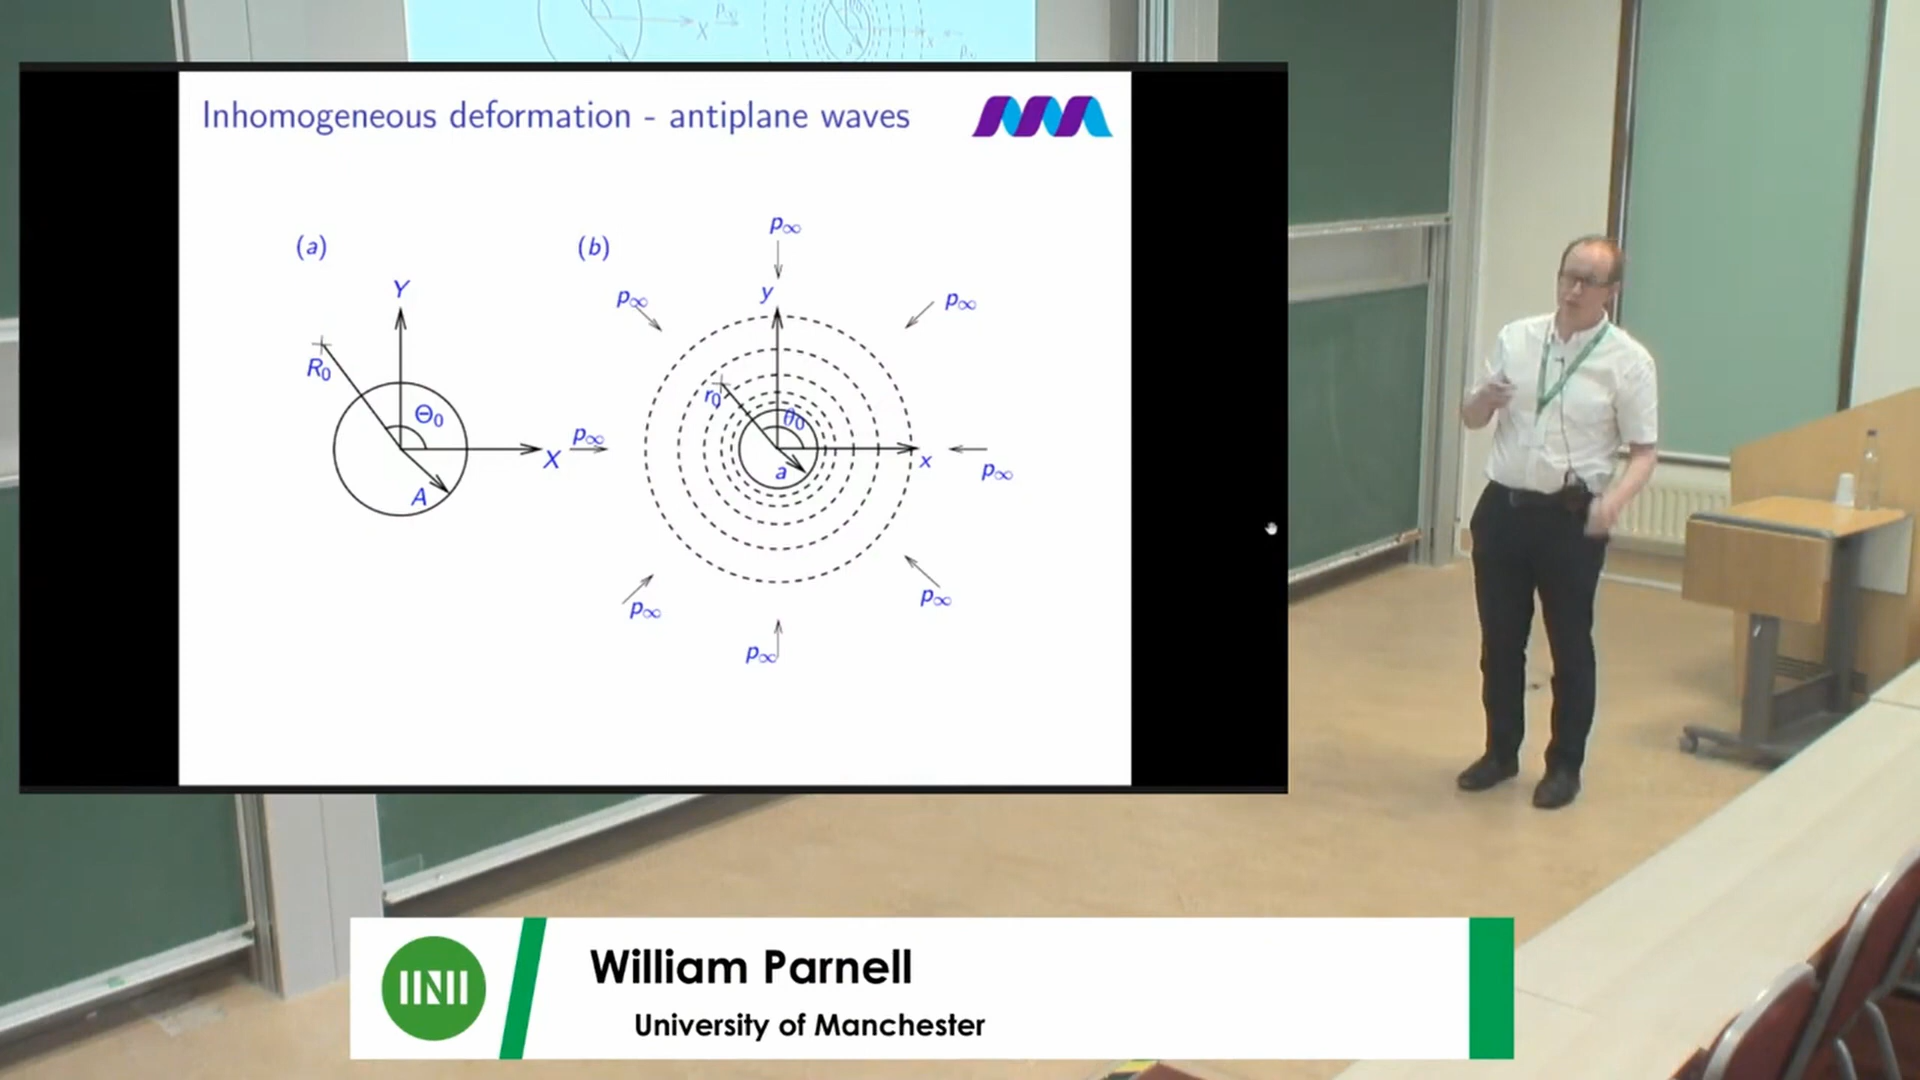 Inhomogeneous deformation - antiplane waves
(a)
(b)
p∞
p∞
p∞
Y
y
R₀
r₀
Θ₀
θ₀
p∞
X
x
p∞
A
a
p∞
p∞
p∞
William Parnell
University of Manchester